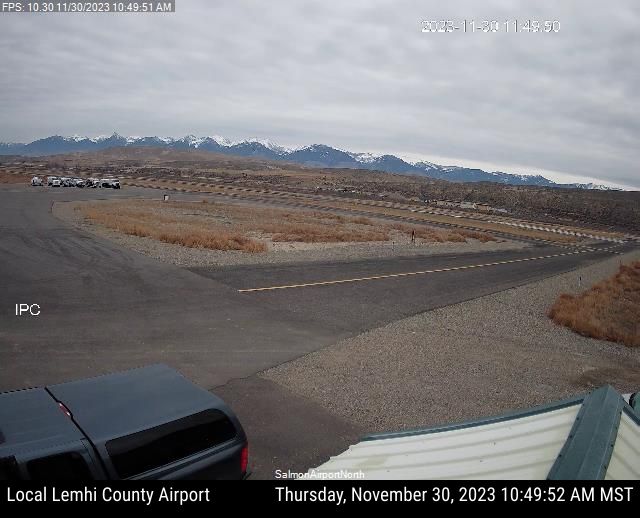 FPS: 10.30 11/30/2023 10:49:51 AM
2023-11-30 11:49:50
IPC
SalmonAirportNorth
Local Lemhi County Airport Thursday, November 30, 2023 10:49:52 AM MST